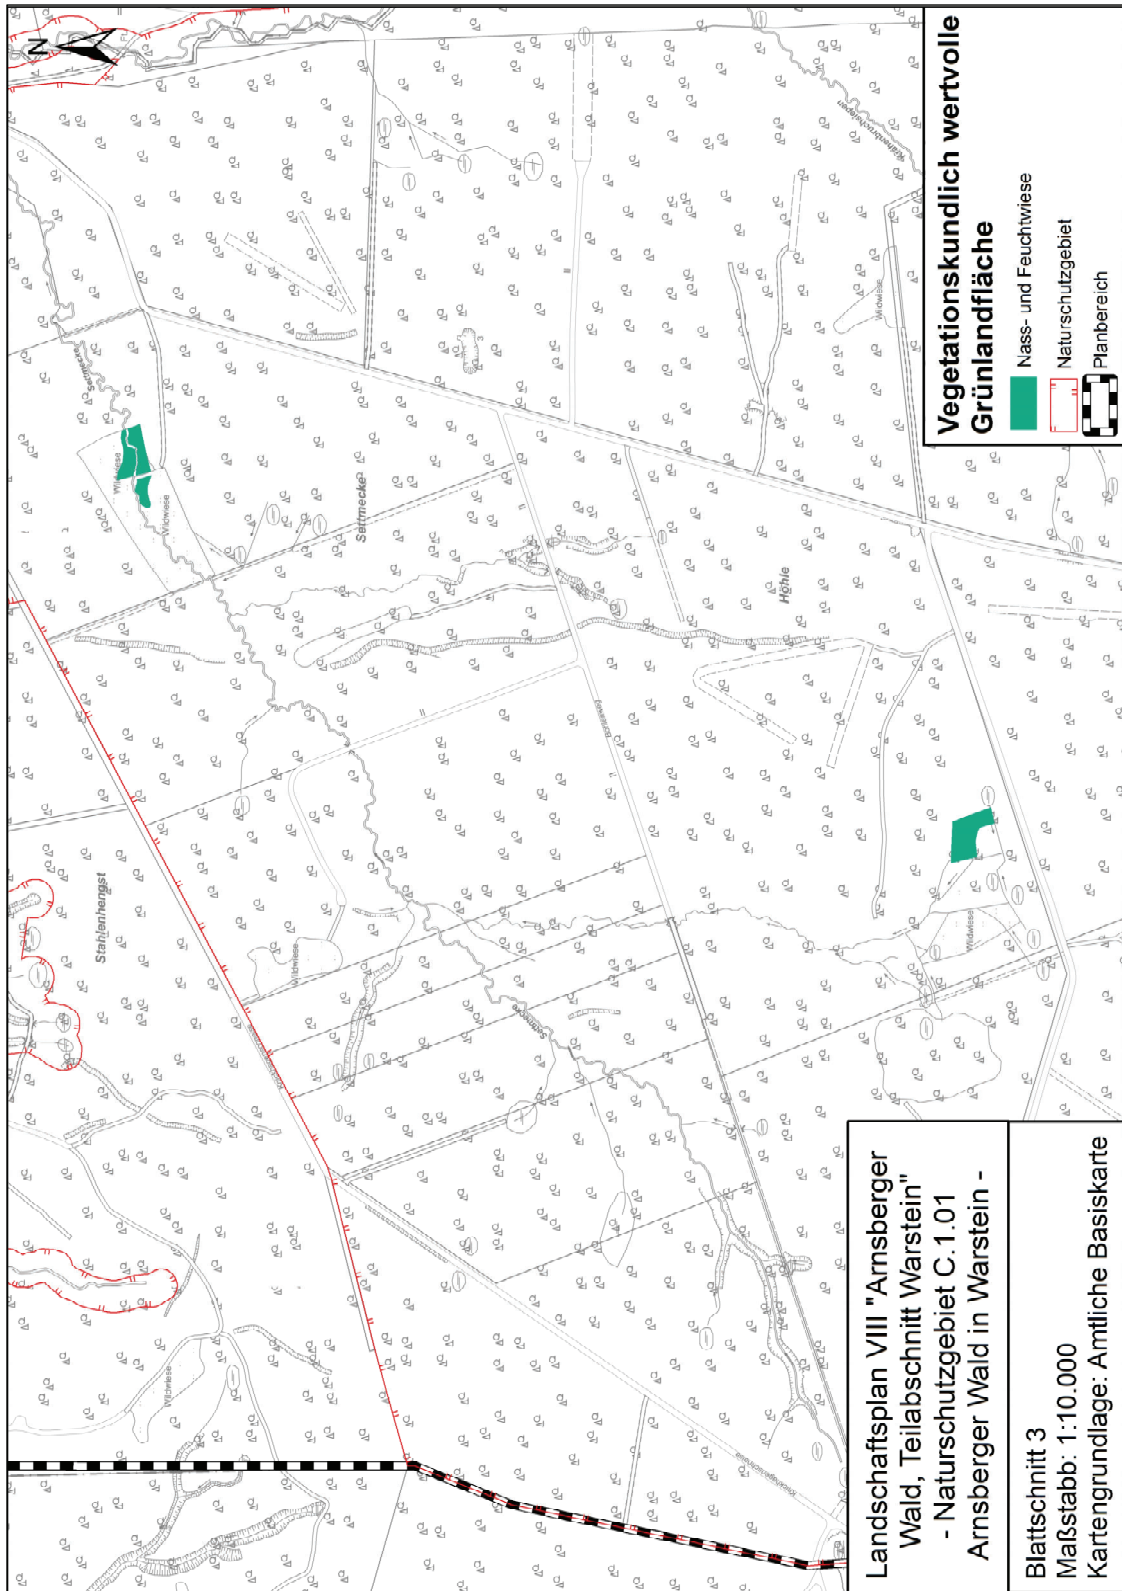 N
Settmecke
Wildwiese
Wildwiese
Settmecke
Stahlenhengst
Wildwiese
Settmecke
Höhle
Wildwiese
Wildwiese
Wildwiese
Vegetationskundlich wertvolle
Grünlandfläche
Nass- und Feuchtwiese
Naturschutzgebiet
Planbereich
Landschaftsplan VIII "Arnsberger
Wald, Teilabschnitt Warstein"
- Naturschutzgebiet C.1.01
Arnsberger Wald in Warstein -
Blattschnitt 3
Maßstabb: 1:10.000
Kartengrundlage: Amtliche Basiskarte